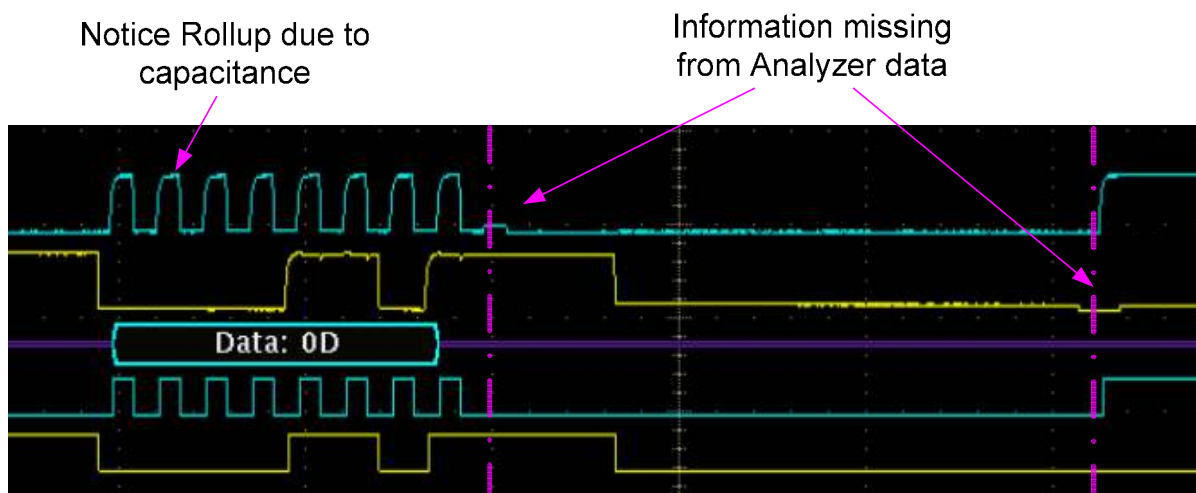 Notice Rollup due to
capacitance
Information missing
from Analyzer data
Data: 0D